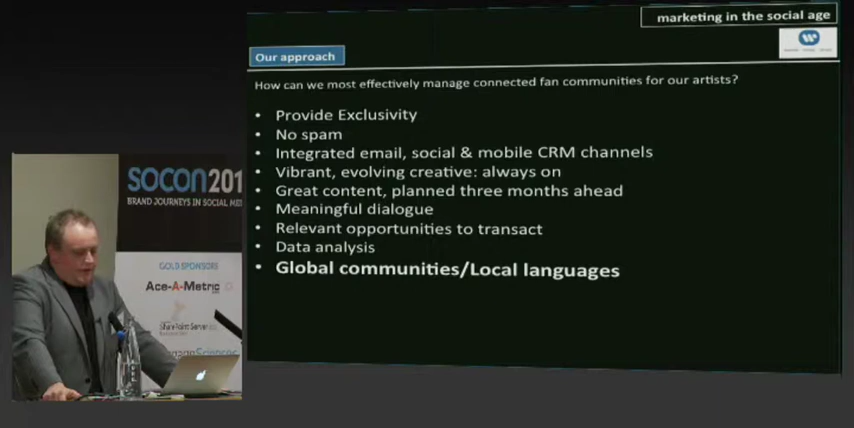 marketing in the social age
Our approach
How can we most effectively manage connected fan communities for our artists?
• Provide Exclusivity
• No spam
• Integrated email, social & mobile CRM channels
• Vibrant, evolving creative: always on
• Great content, planned three months ahead
• Meaningful dialogue
• Relevant opportunities to transact
• Data analysis
• Global communities/Local languages
SOCON201
BRAND JOURNEYS IN SOCIAL ME
GOLD SPONSORS
Ace-A-Metric
SharePoint Server